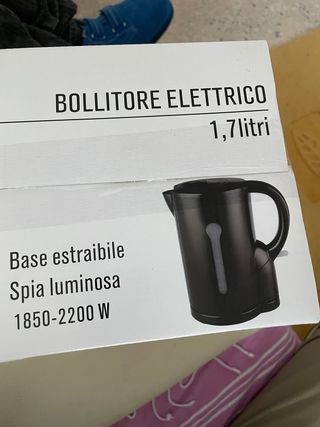 BOLLITORE ELETTRICO
1,7litri
Base estraibile
Spia luminosa
1850-2200 W